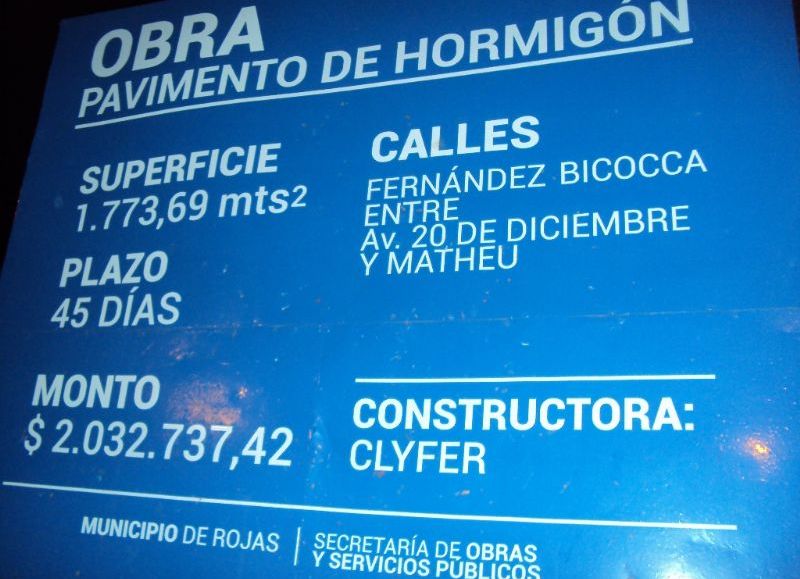 OBRA
PAVIMENTO DE HORMIGÓN
SUPERFICIE
1.773,69 mts2
PLAZO
45 DÍAS
MONTO
$ 2.032.737,42
CALLES
FERNÁNDEZ BICOCCA
ENTRE
Av. 20 DE DICIEMBRE
Y MATHEU
CONSTRUCTORA:
CLYFER
MUNICIPIO DE ROJAS
SECRETARÍA DE OBRAS
Y SERVICIOS PÚBLICOS